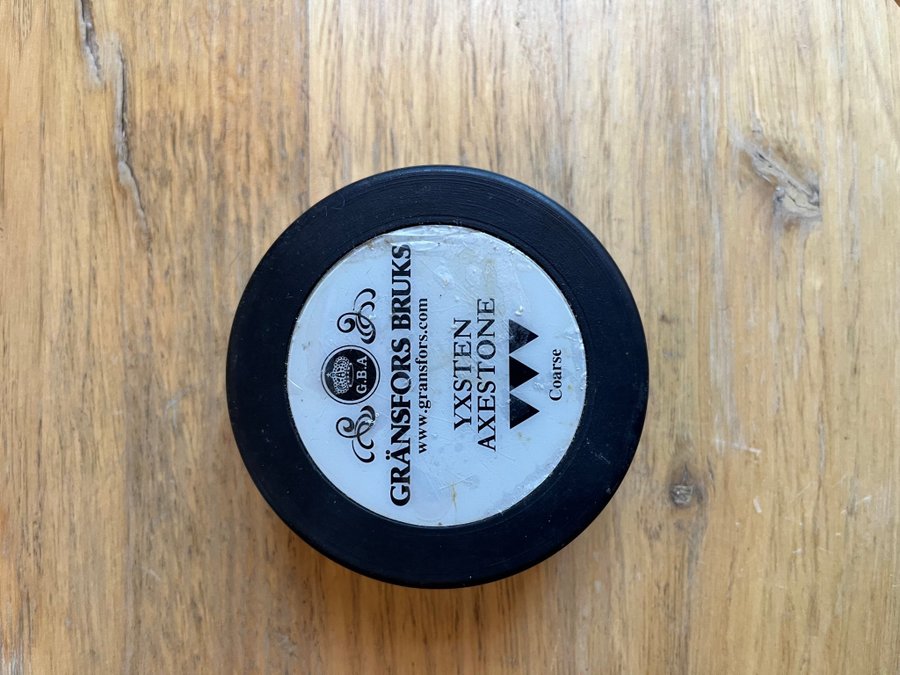 G.B.A
GRÄNSFORS BRUKS
www.gransfors.com
YXSTEN
AXESTONE
Coarse